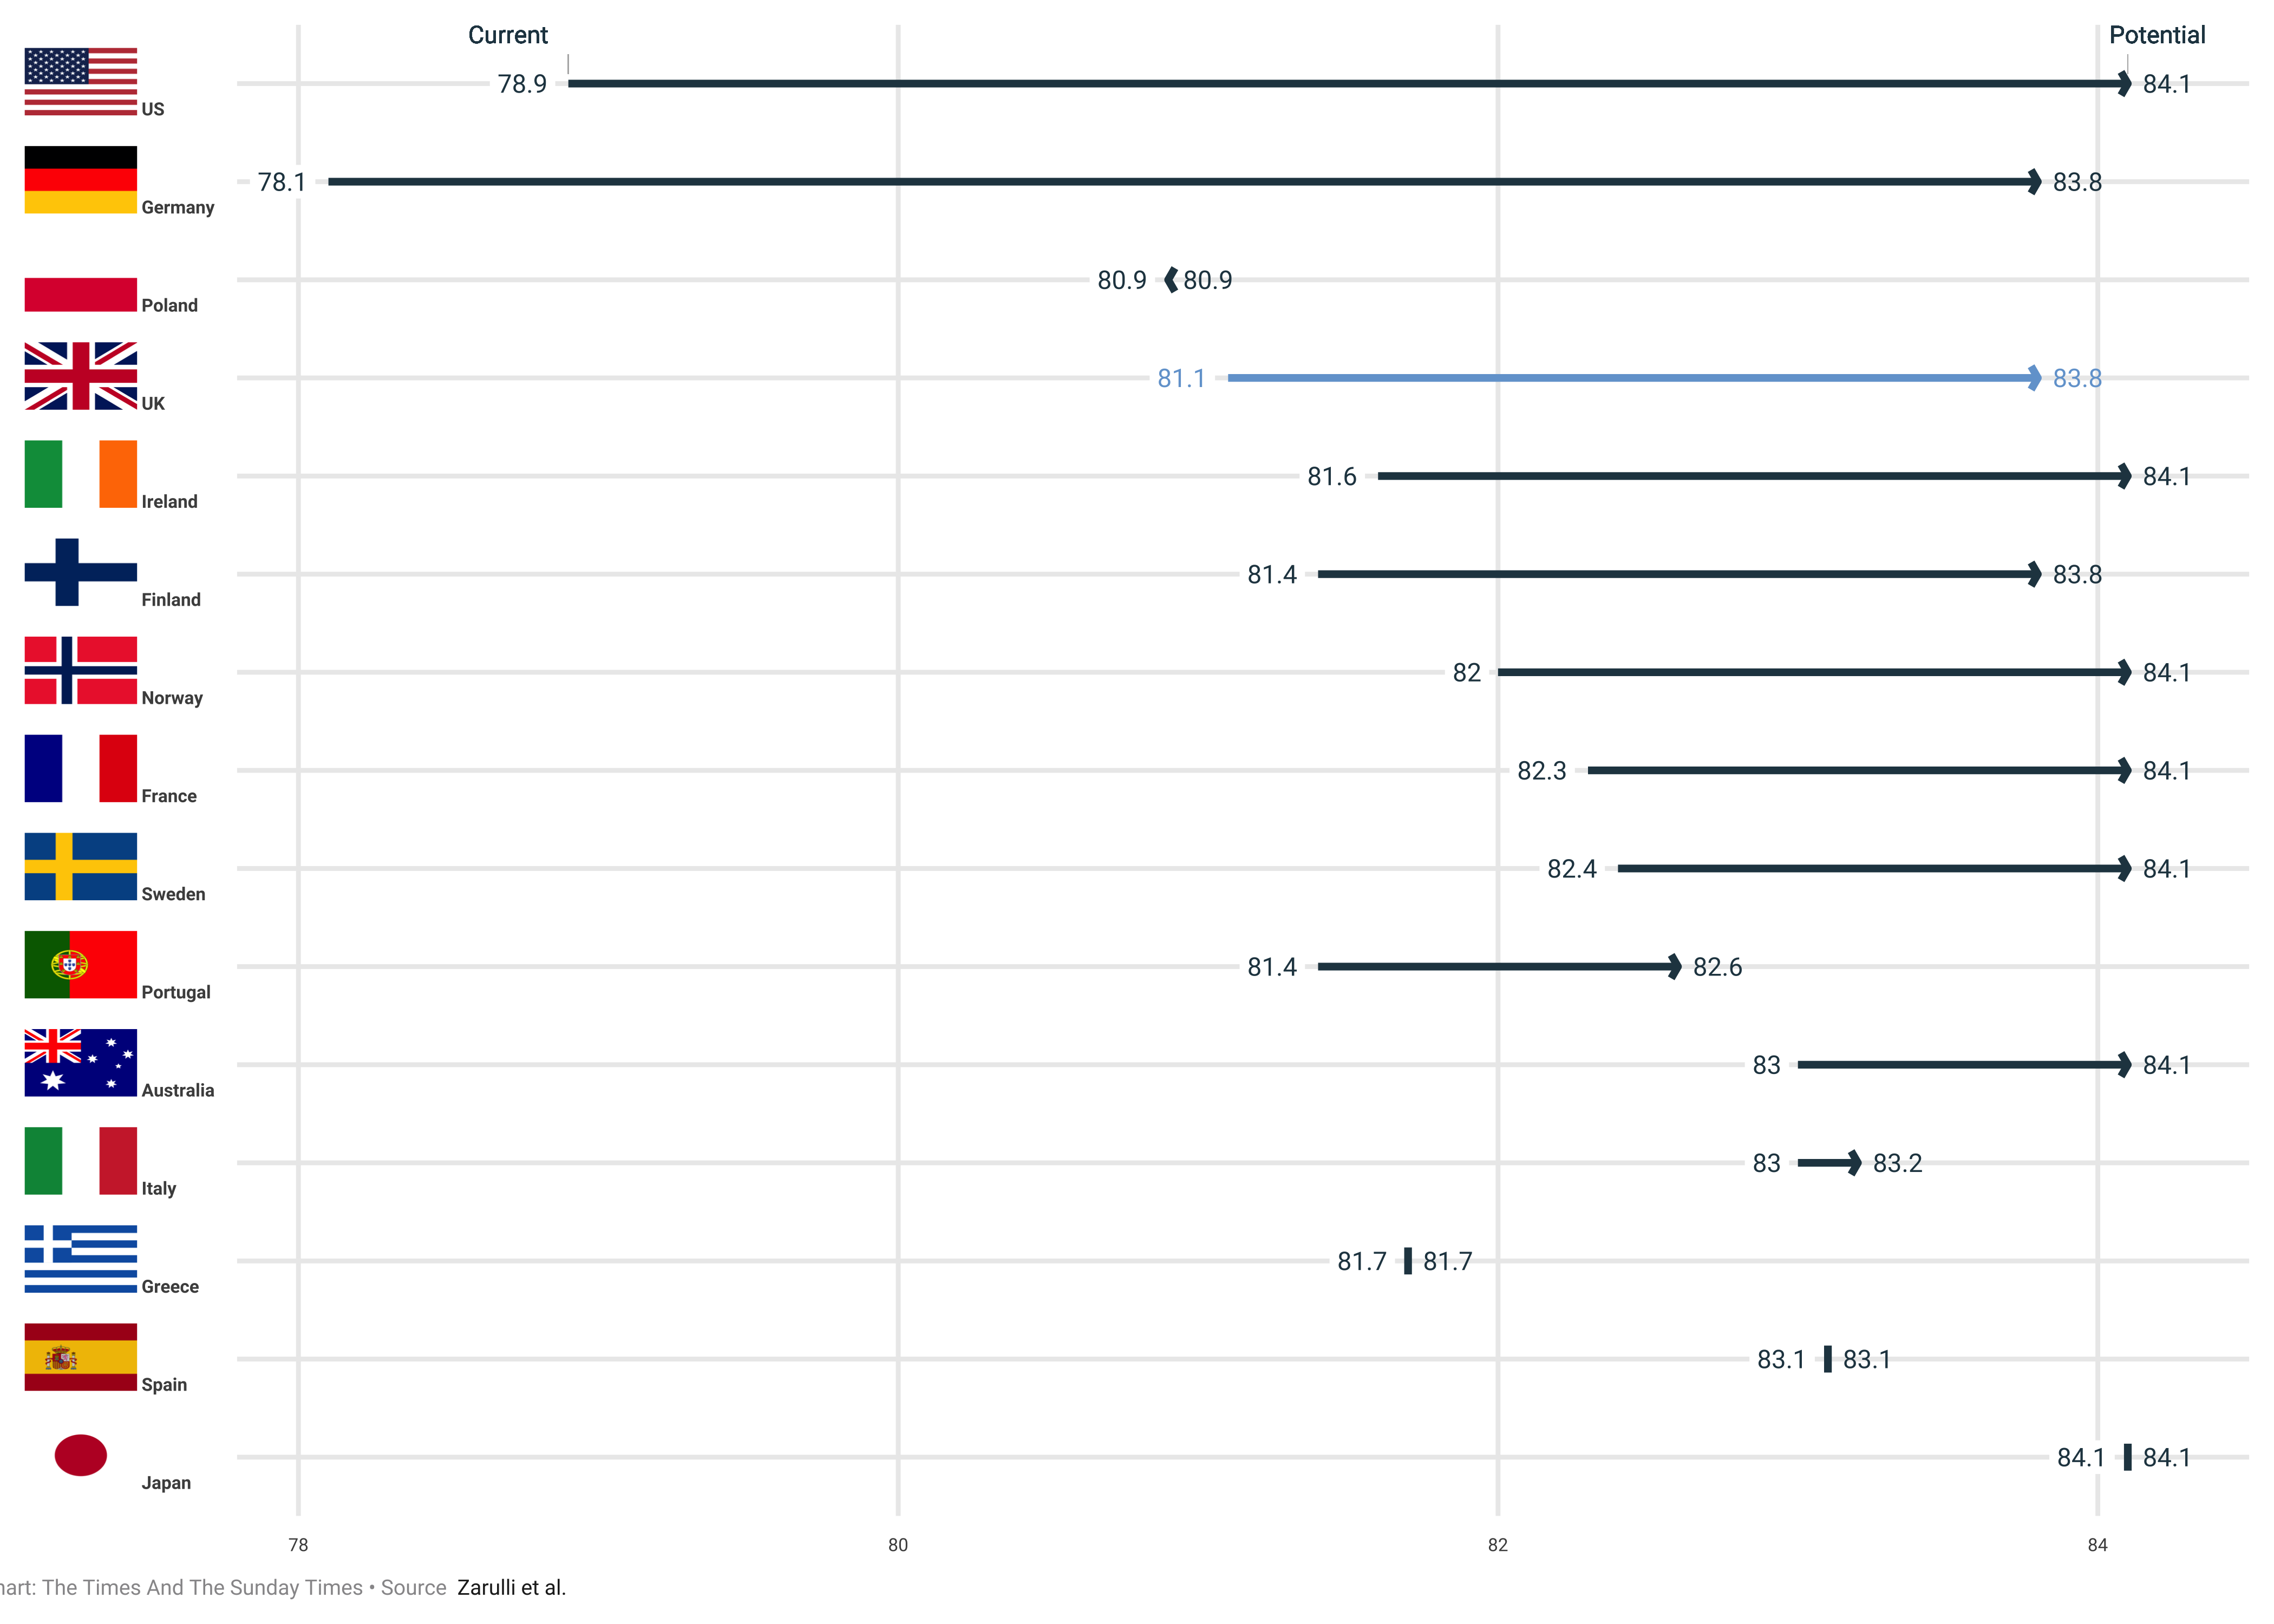 Current Potential
78.9 84.1
US
78.1 83.8
Germany
80.9 80.9
Poland
81.1 83.8
UK
81.6 84.1
Ireland
81.4 83.8
Finland
82 84.1
Norway
82.3 84.1
France
82.4 84.1
Sweden
81.4 82.6
Portugal
83 84.1
Australia
83 83.2
Italy
81.7 81.7
Greece
83.1 83.1
Spain
84.1 84.1
Japan
78 80 82 84
hart: The Times And The Sunday Times • Source Zarulli et al.